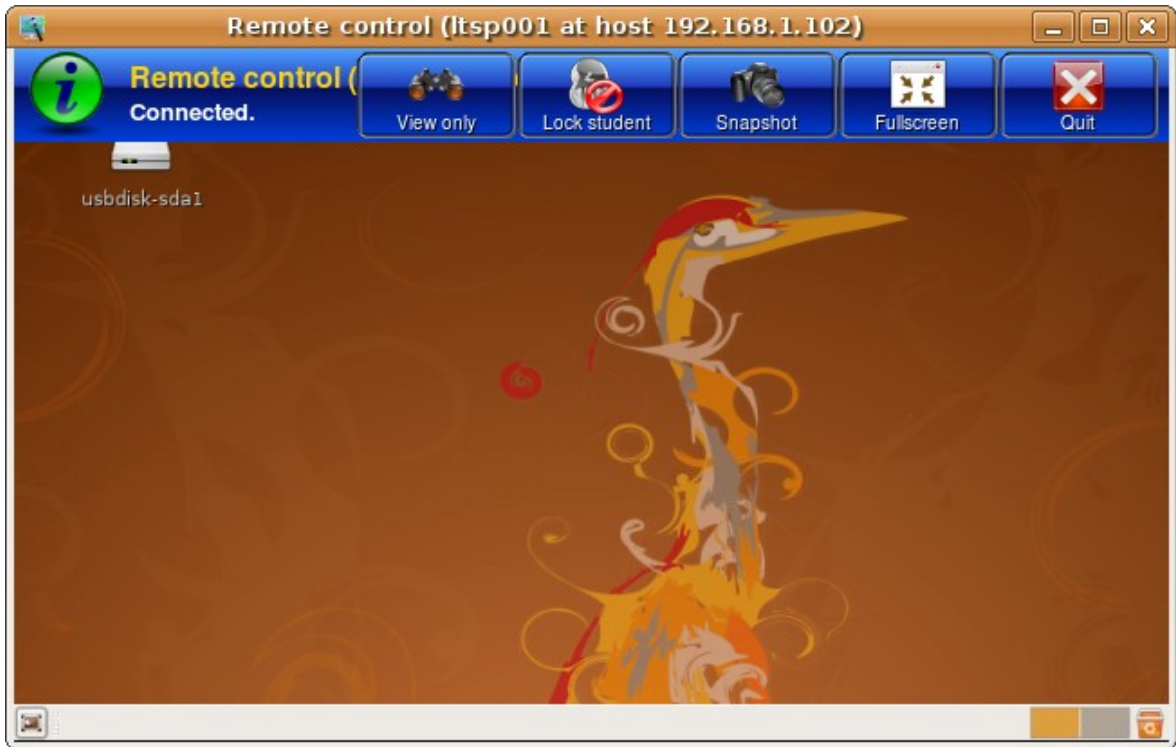 Remote control (ltsp001 at host 192.168.1.102)
Remote control (
Connected.
View only
Lock student
Snapshot
Fullscreen
Quit
usbdisk-sda1